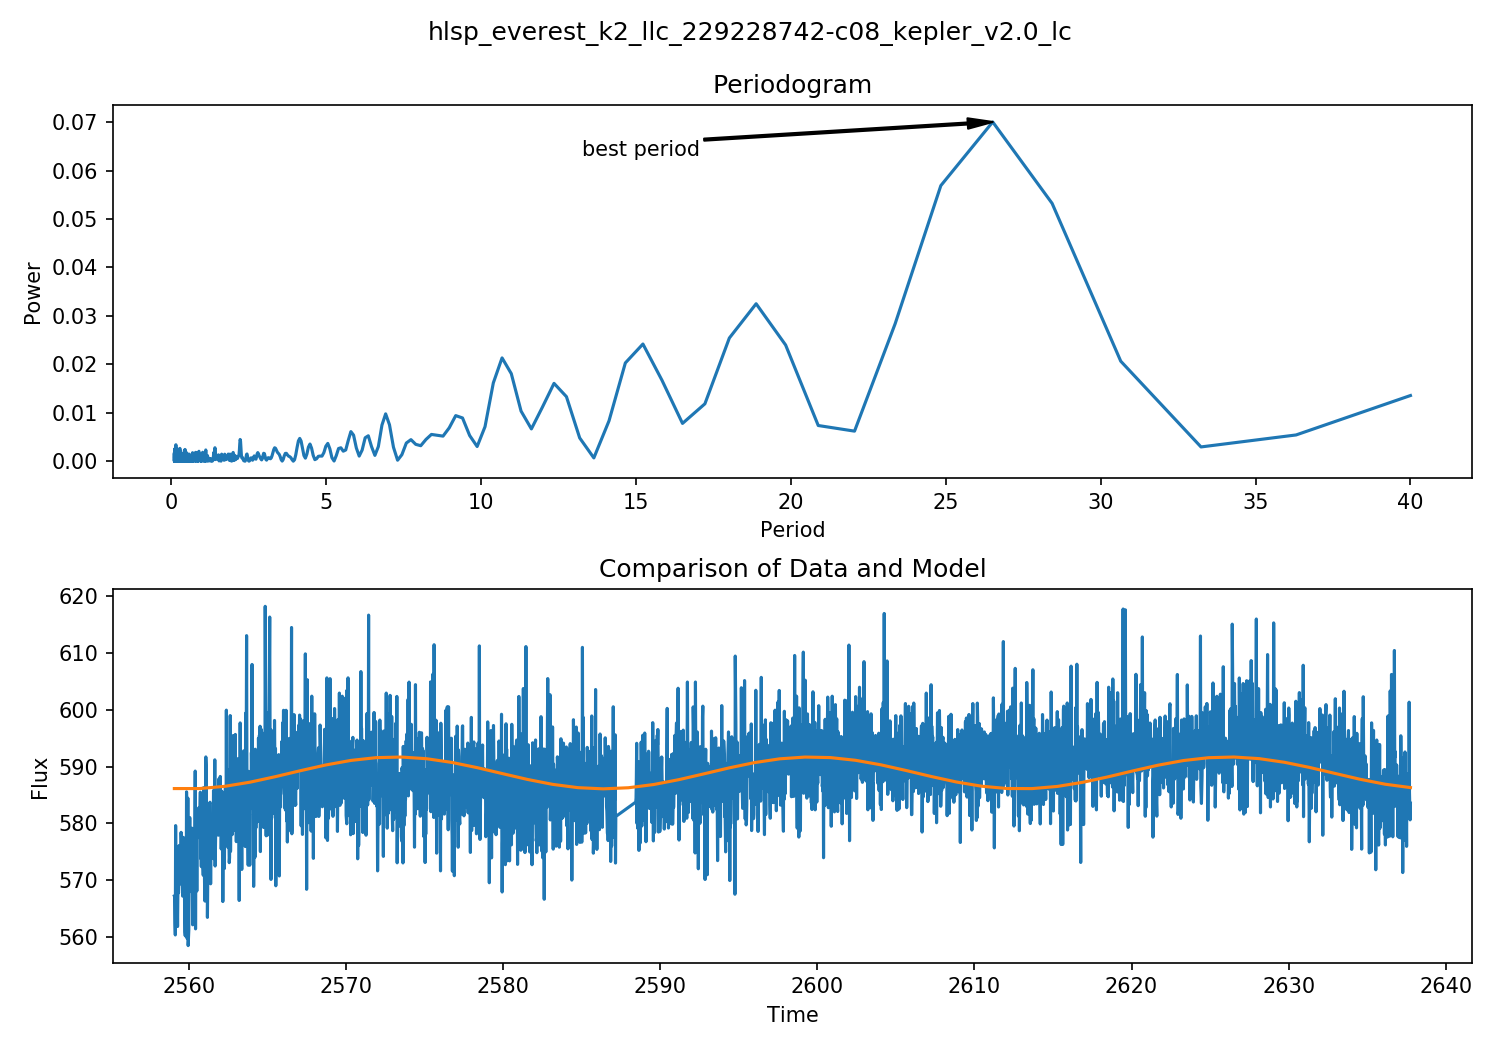 hlsp_everest_k2_llc_229228742-c08_kepler_v2.0_lc
Periodogram
0.07
0.06
0.05
0.04
0.03
0.02
0.01
0.00
Power
best period
0 5 10 15 20 25 30 35 40
Period
Comparison of Data and Model
620
610
600
590
580
570
560
Flux
2560 2570 2580 2590 2600 2610 2620 2630 2640
Time